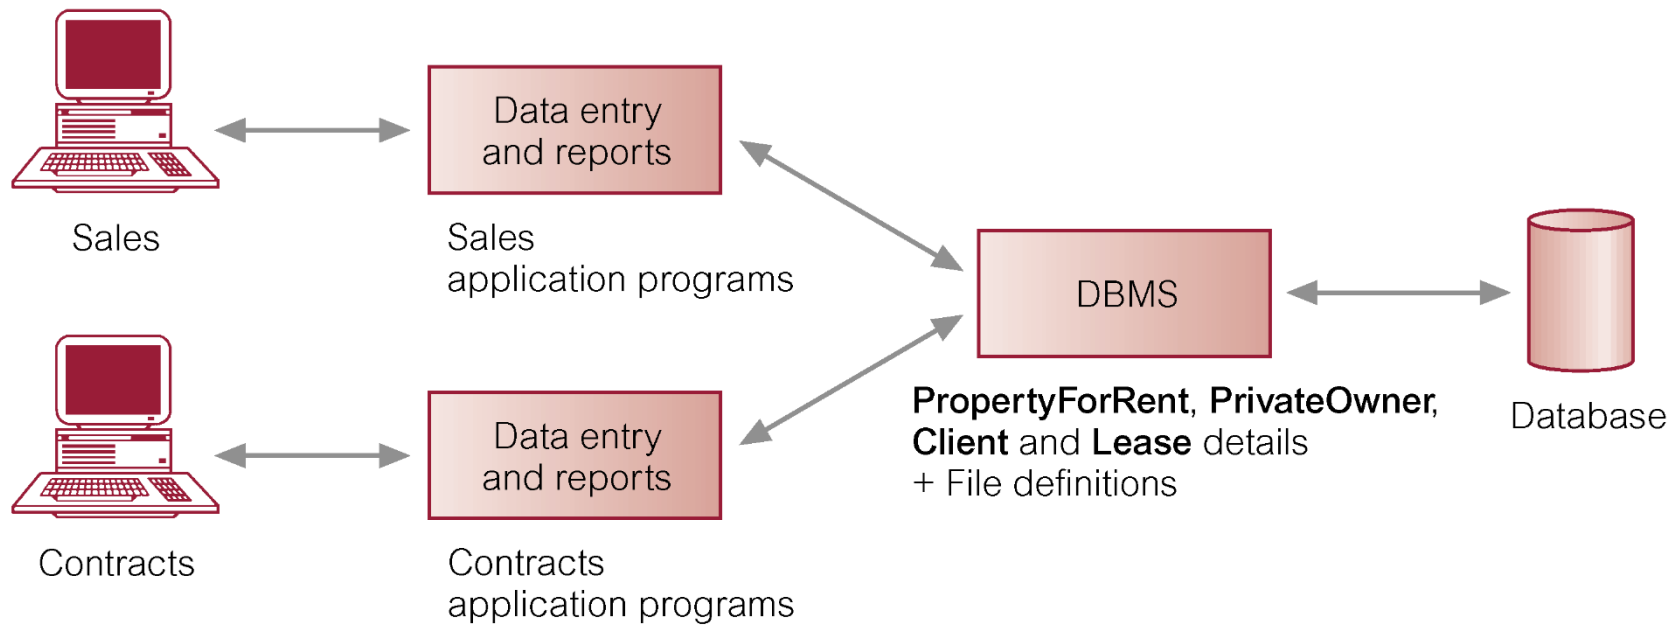 Data entry
and reports
Sales
Sales
application programs
DBMS
PropertyForRent, PrivateOwner,
Client and Lease details
+ File definitions
Database
Data entry
and reports
Contracts
Contracts
application programs